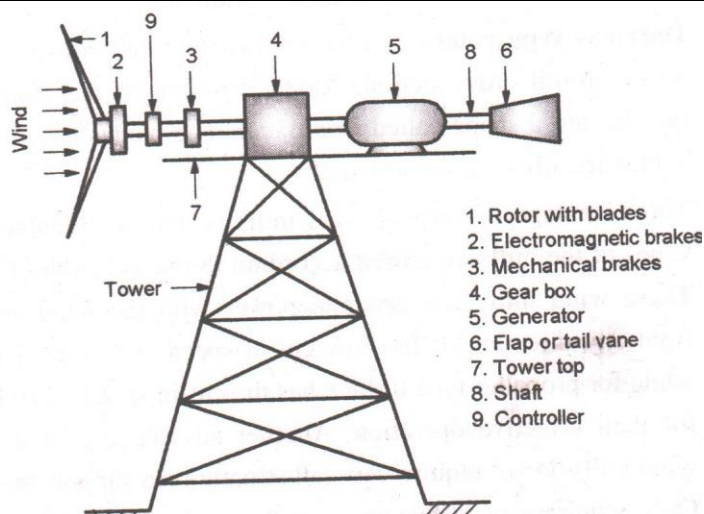 1
9
2
3
4
5
8
6
Wind
7
Tower
1. Rotor with blades
2. Electromagnetic brakes
3. Mechanical brakes
4. Gear box
5. Generator
6. Flap or tail vane
7. Tower top
8. Shaft
9. Controller